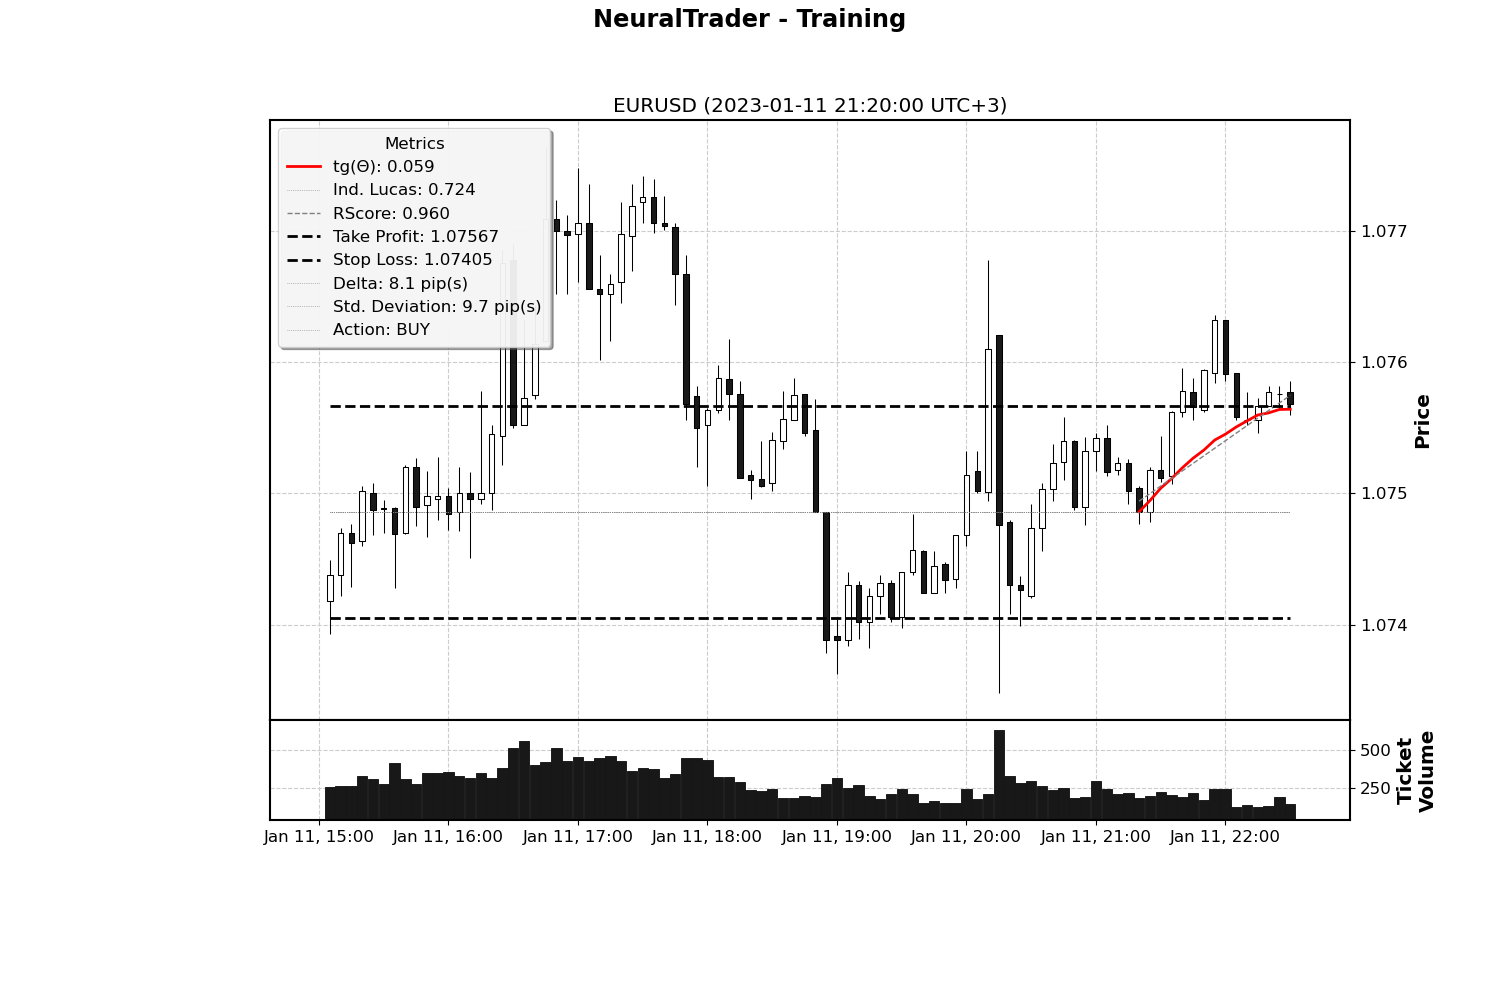 NeuralTrader - Training
EURUSD (2023-01-11 21:20:00 UTC+3)
Metrics
tg(Θ): 0.059
Ind. Lucas: 0.724
RScore: 0.960
Take Profit: 1.07567
Stop Loss: 1.07405
Delta: 8.1 pip(s)
Std. Deviation: 9.7 pip(s)
Action: BUY
1.077
1.076
1.075
1.074
Price
500
250
Ticket
Volume
Jan 11, 15:00
Jan 11, 16:00
Jan 11, 17:00
Jan 11, 18:00
Jan 11, 19:00
Jan 11, 20:00
Jan 11, 21:00
Jan 11, 22:00